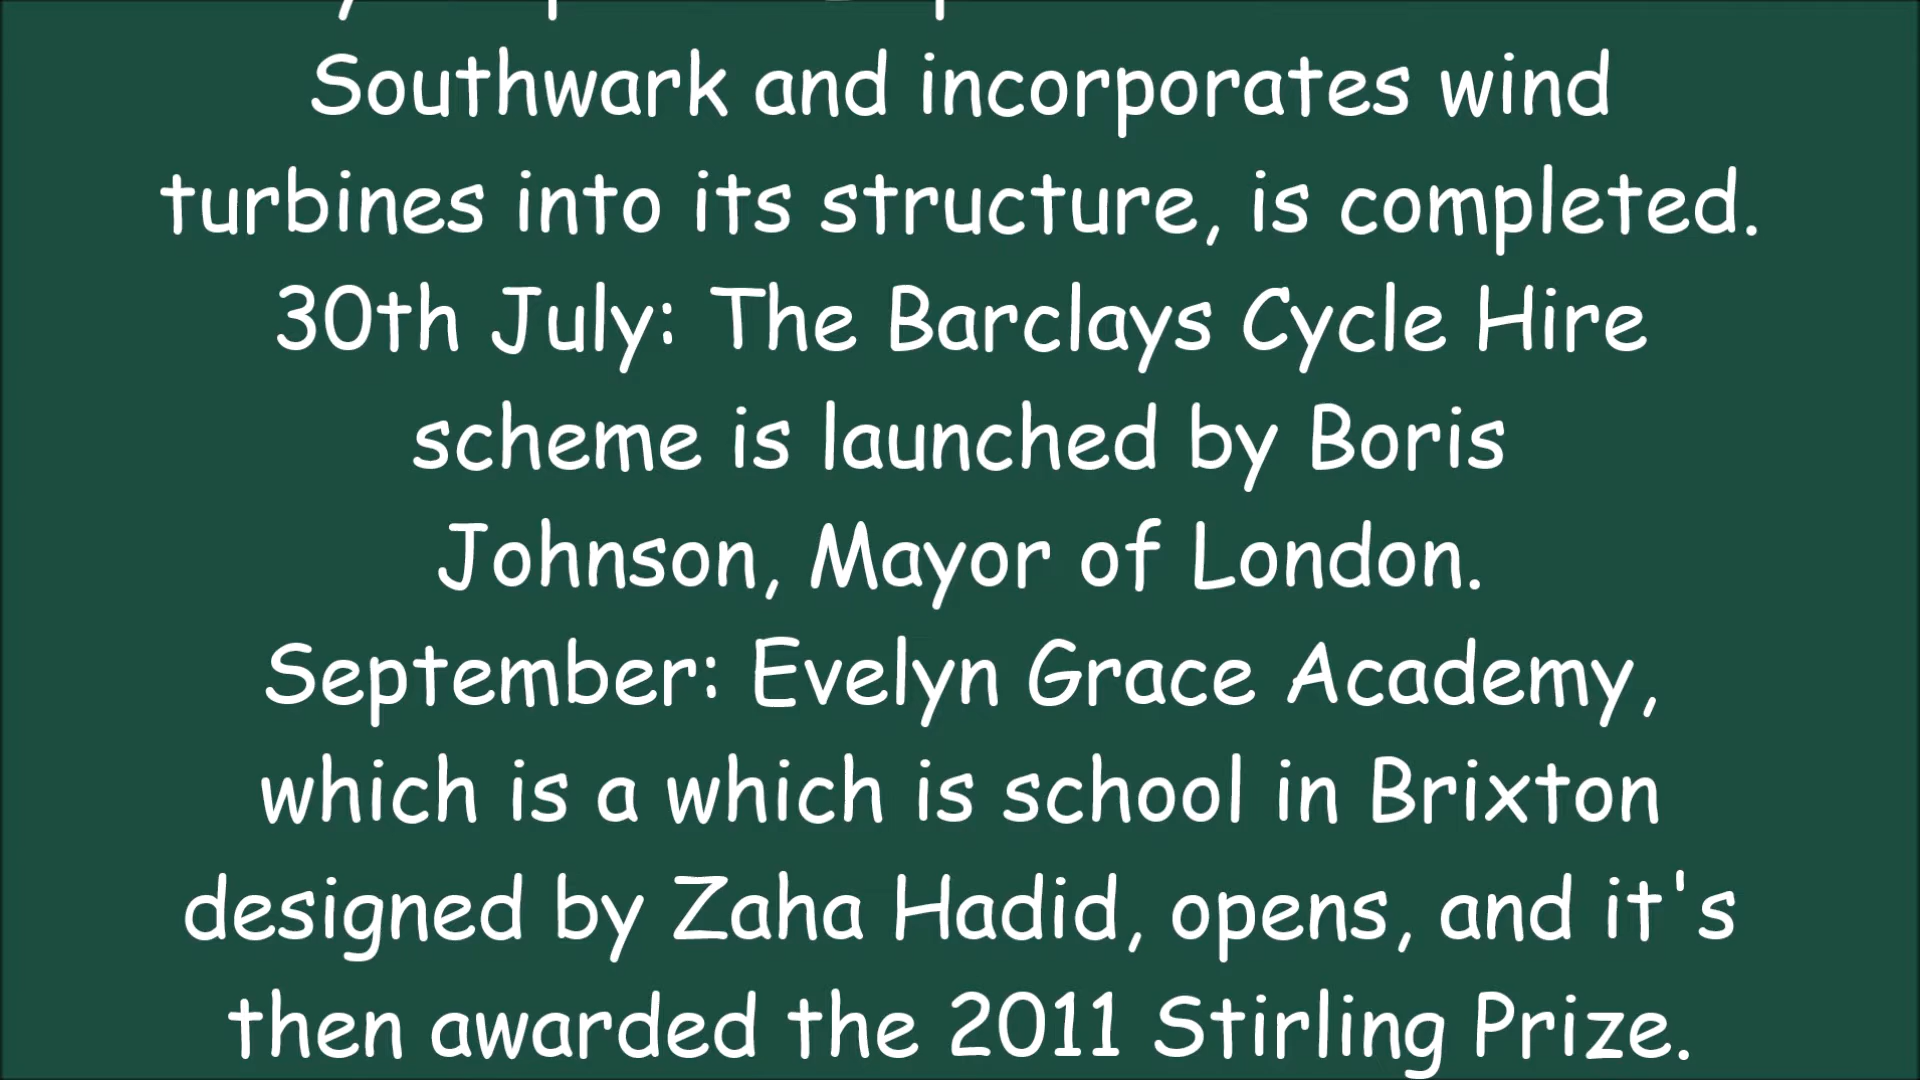 Southwark and incorporates wind
turbines into its structure, is completed.
30th July: The Barclays Cycle Hire
scheme is launched by Boris
Johnson, Mayor of London.
September: Evelyn Grace Academy,
which is a which is school in Brixton
designed by Zaha Hadid, opens, and it's
then awarded the 2011 Stirling Prize.